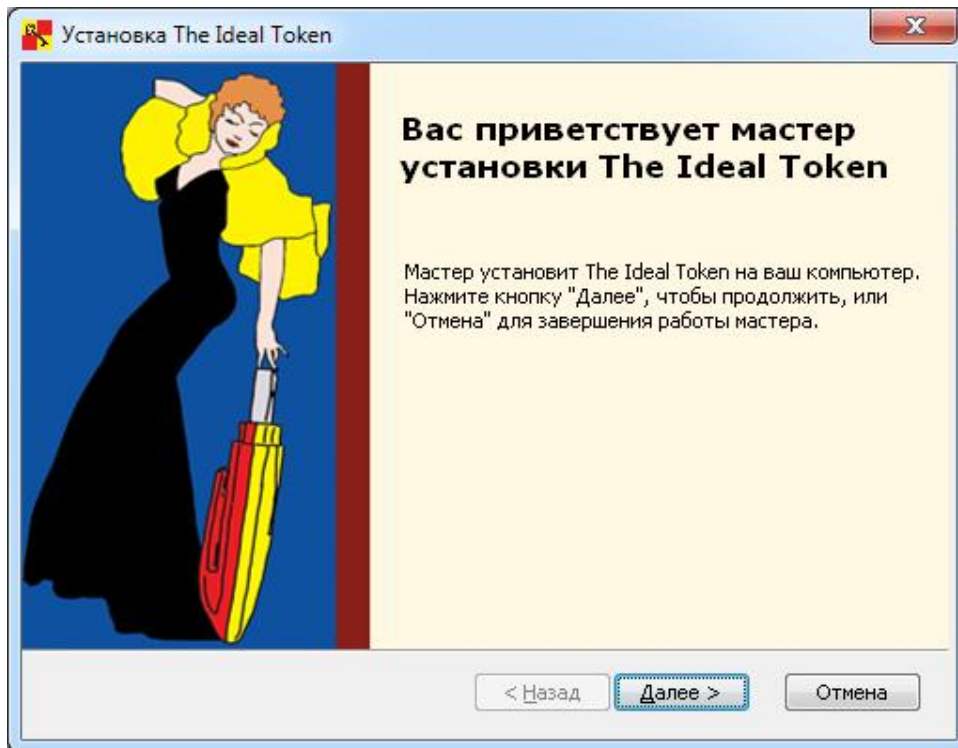 Установка The Ideal Token
Вас приветствует мастер
установки The Ideal Token
Мастер установит The Ideal Token на ваш компьютер.
Нажмите кнопку "Далее", чтобы продолжить, или
"Отмена" для завершения работы мастера.
< Назад   Далее >   Отмена